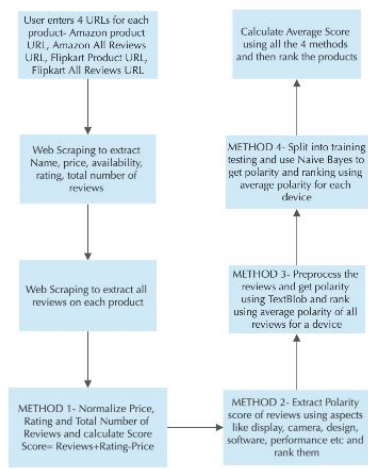 User enters 4 URLs for each
product- Amazon product
URL, Amazon All Reviews
URL, Flipkart Product URL,
Flipkart All Reviews URL
Web Scraping to extract
Name, price, availability,
rating, total number of
reviews
Web Scraping to extract all
reviews on each product
METHOD 1- Normalize Price,
Rating and Total Number of
Reviews and calculate Score
Score= Reviews+Rating-Price
METHOD 2- Extract Polarity
score of reviews using aspects
like display, camera, design,
software, performance etc and
rank them
METHOD 3- Preprocess the
reviews and get polarity
using TextBlob and rank
using average polarity of all
reviews for a device
METHOD 4- Split into training
testing and use Naive Bayes to
get polarity and ranking using
average polarity for each
device
Calculate Average Score
using all the 4 methods
and then rank the products